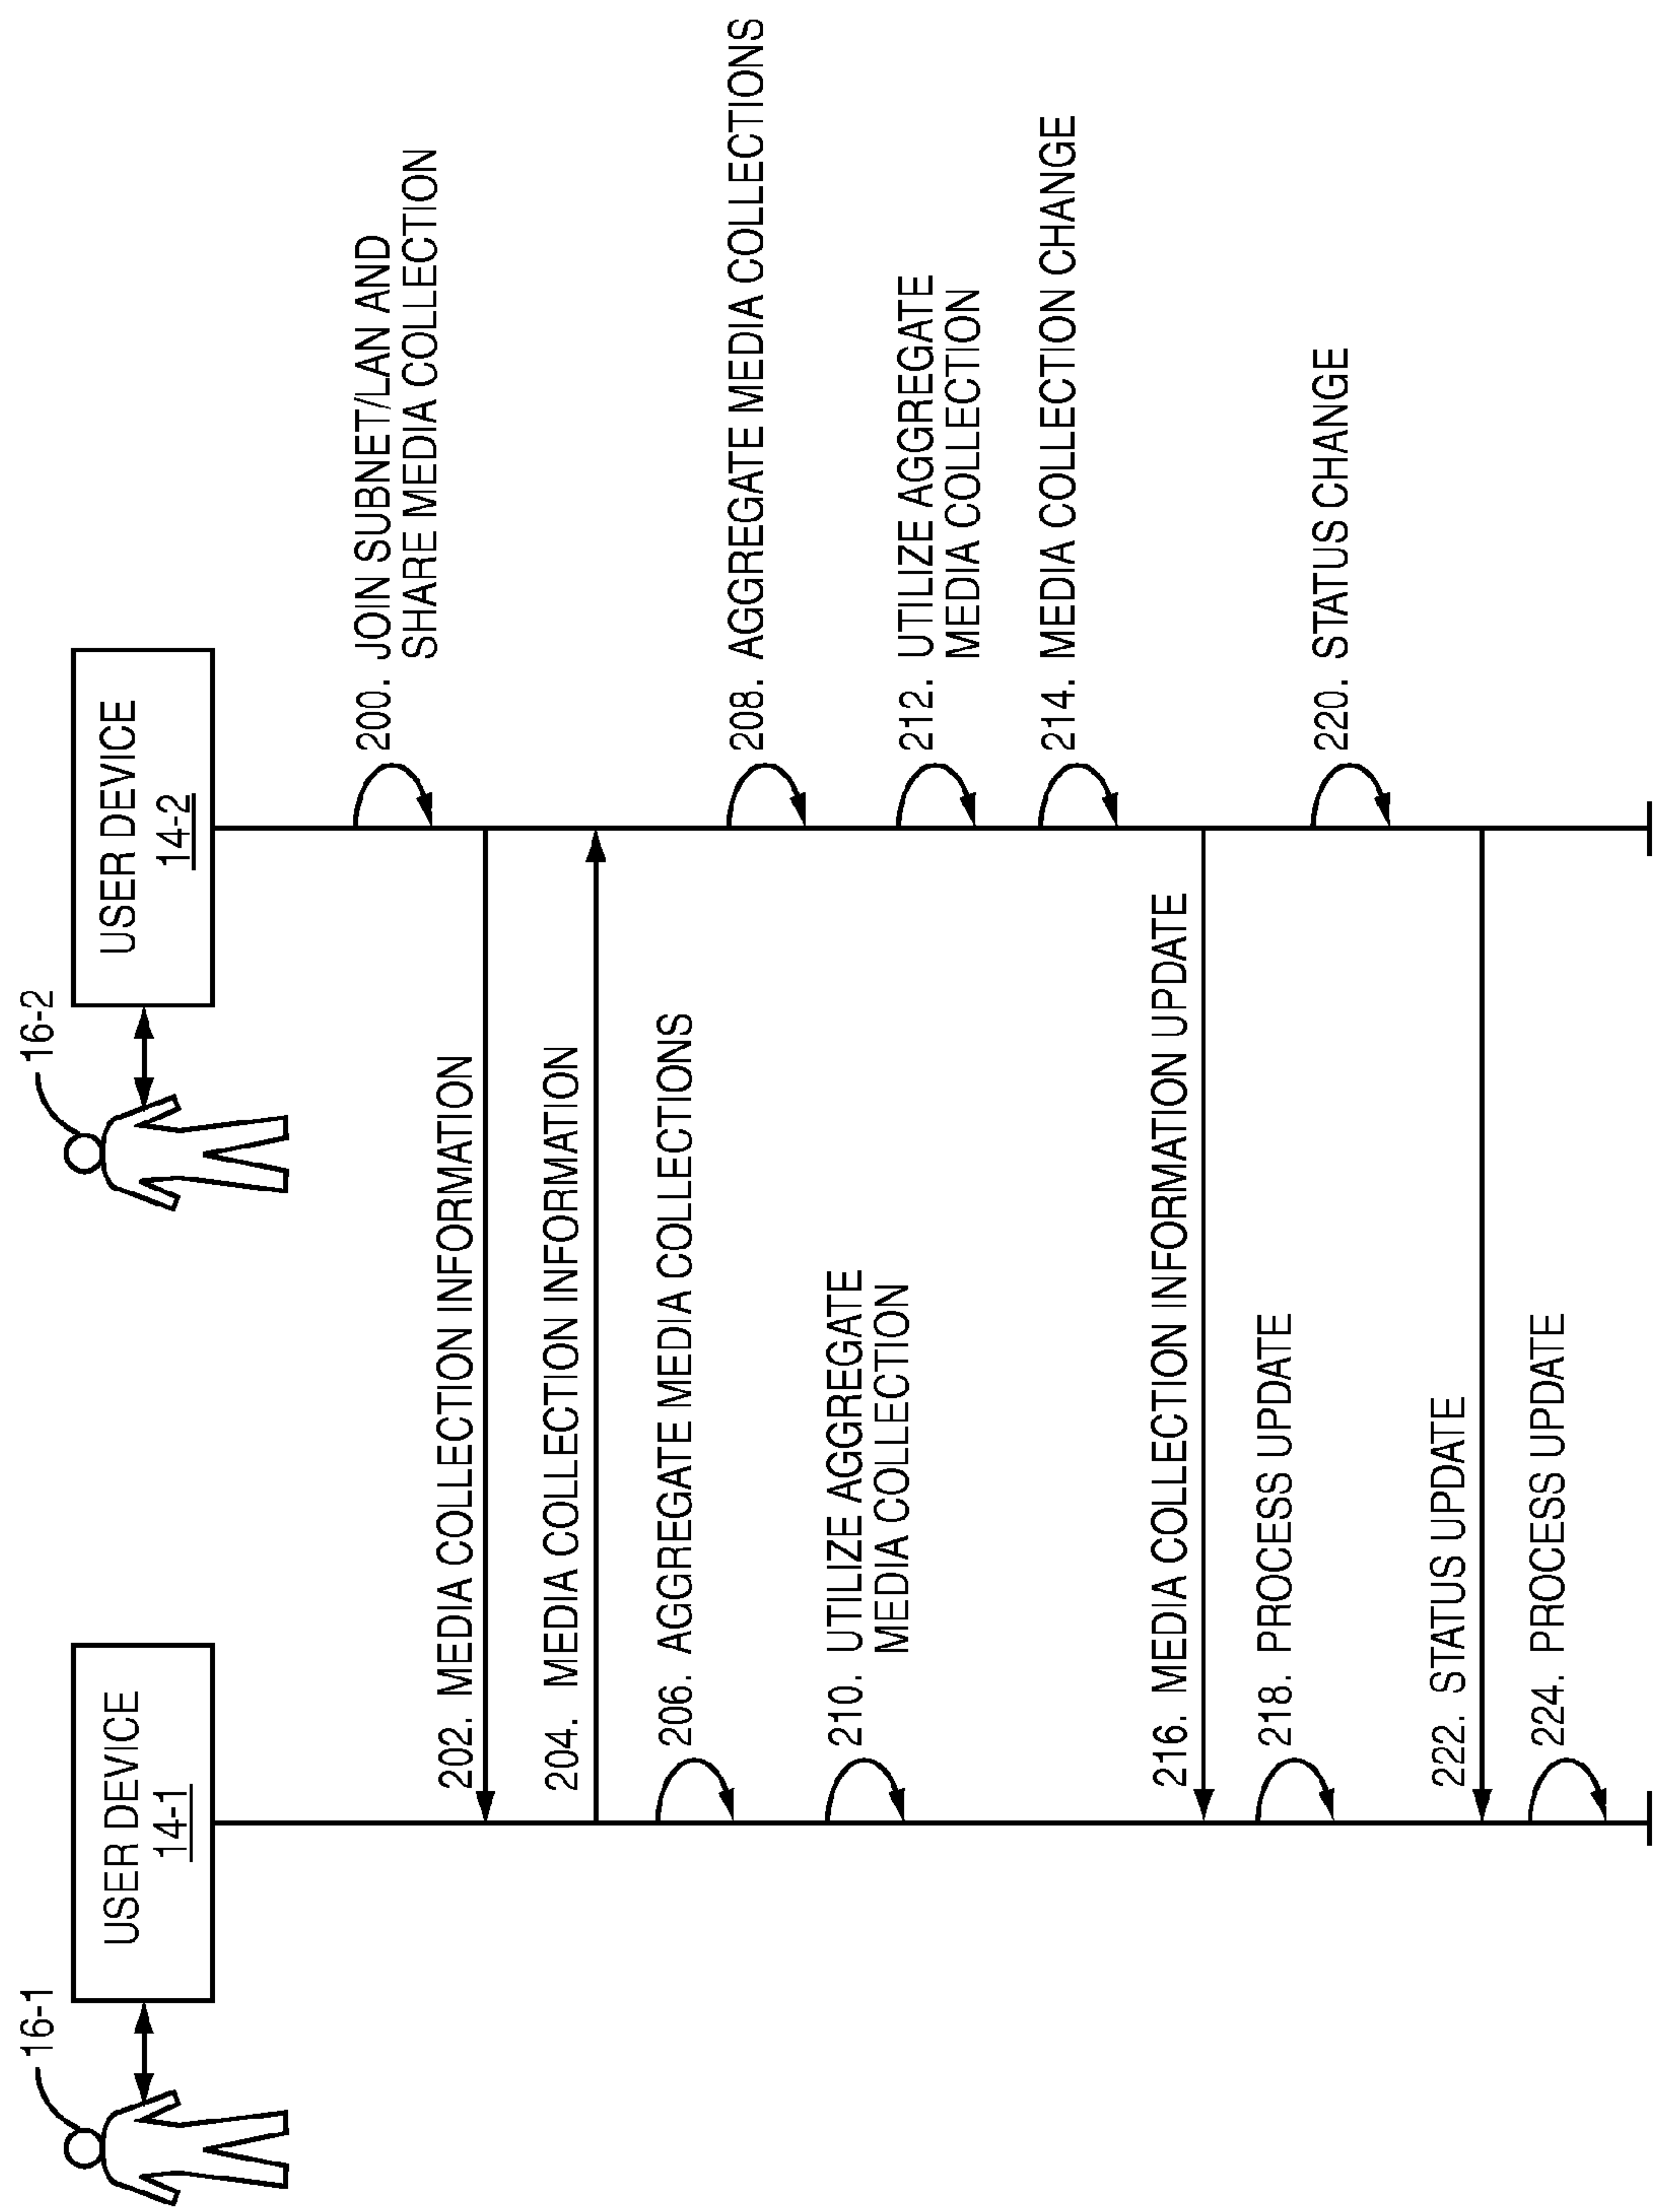 16-1
16-2
USER DEVICE
14-1
USER DEVICE
14-2
200. JOIN SUBNET/LAN AND
SHARE MEDIA COLLECTION
202. MEDIA COLLECTION INFORMATION
204. MEDIA COLLECTION INFORMATION
206. AGGREGATE MEDIA COLLECTIONS
208. AGGREGATE MEDIA COLLECTIONS
210. UTILIZE AGGREGATE
MEDIA COLLECTION
212. UTILIZE AGGREGATE
MEDIA COLLECTION
214. MEDIA COLLECTION CHANGE
216. MEDIA COLLECTION INFORMATION UPDATE
218. PROCESS UPDATE
220. STATUS CHANGE
222. STATUS UPDATE
224. PROCESS UPDATE